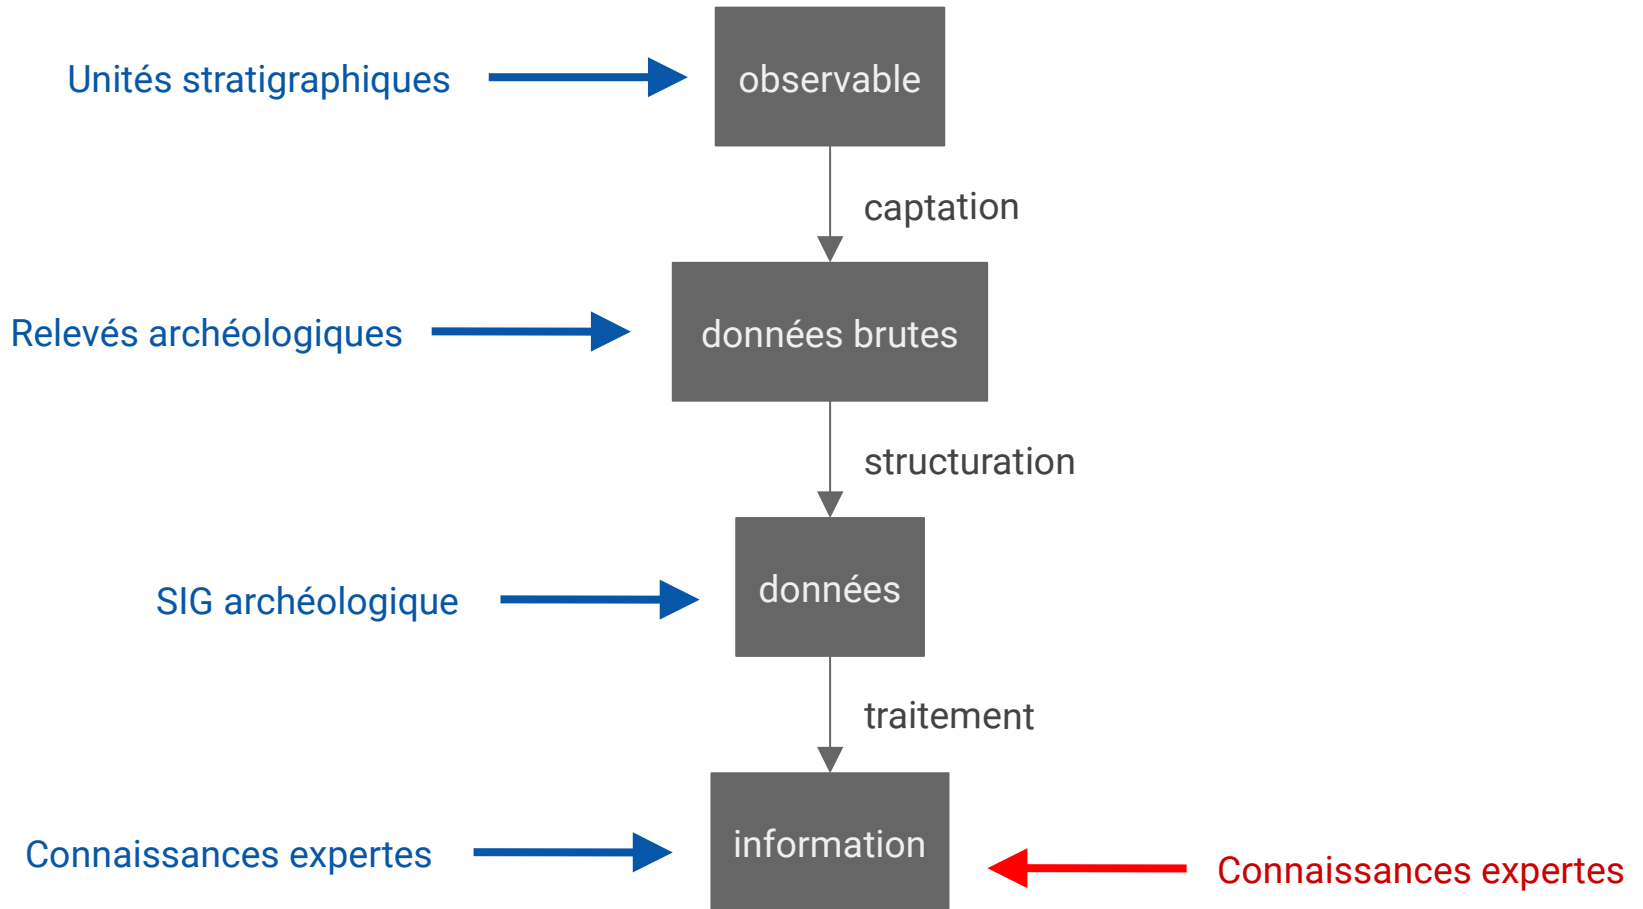 Unités stratigraphiques
observable
captation
Relevés archéologiques
données brutes
structuration
SIG archéologique
données
traitement
Connaissances expertes
information
Connaissances expertes